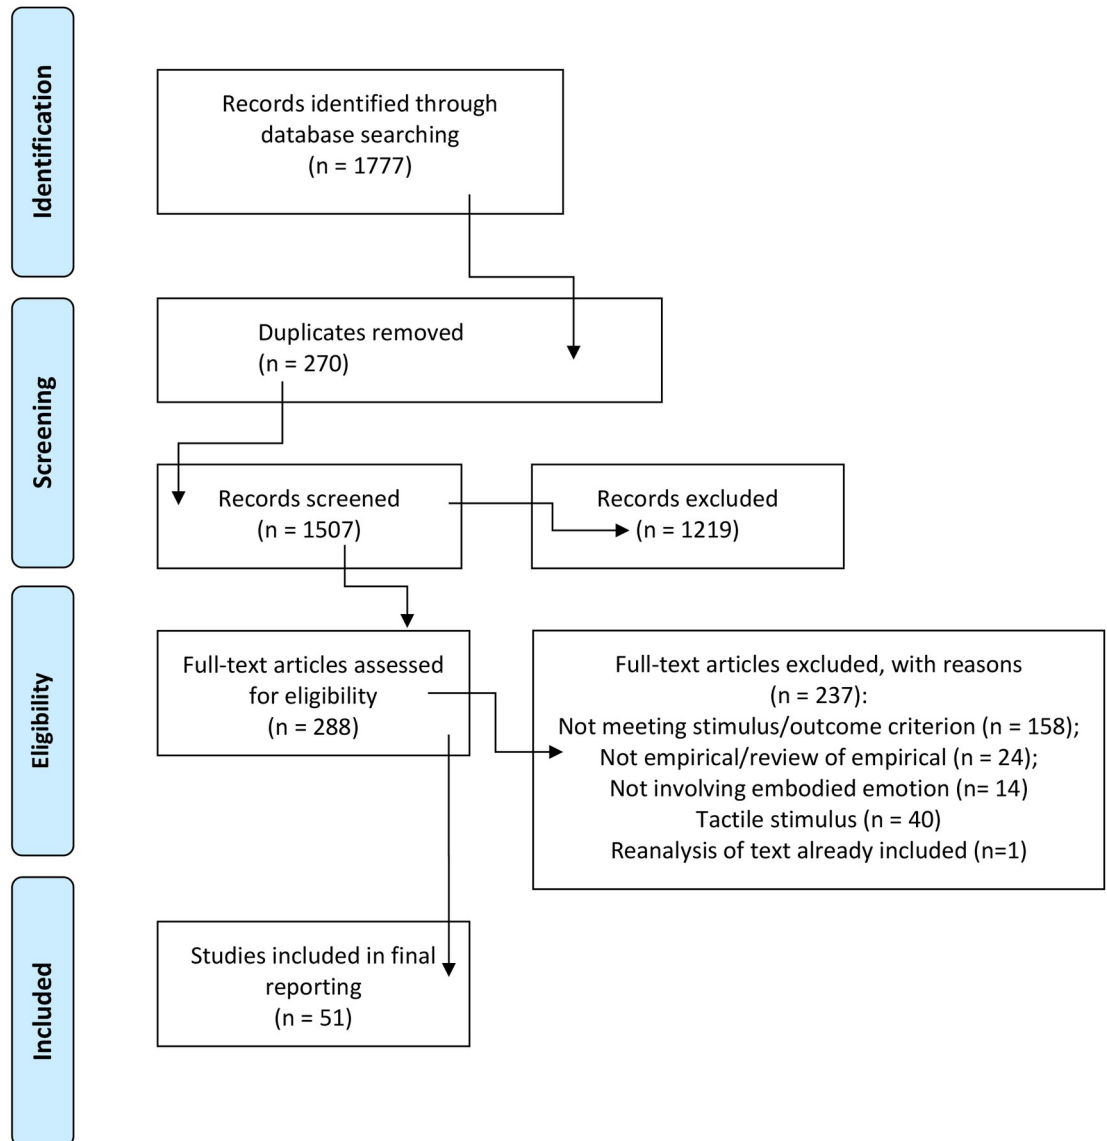 Identification
Records identified through
database searching
(n = 1777)
Screening
Duplicates removed
(n = 270)
Records screened
(n = 1507)
Records excluded
(n = 1219)
Eligibility
Full-text articles assessed
for eligibility
(n = 288)
Full-text articles excluded, with reasons
(n = 237):
Not meeting stimulus/outcome criterion (n = 158);
Not empirical/review of empirical (n = 24);
Not involving embodied emotion (n= 14)
Tactile stimulus (n = 40)
Reanalysis of text already included (n=1)
Included
Studies included in final
reporting
(n = 51)